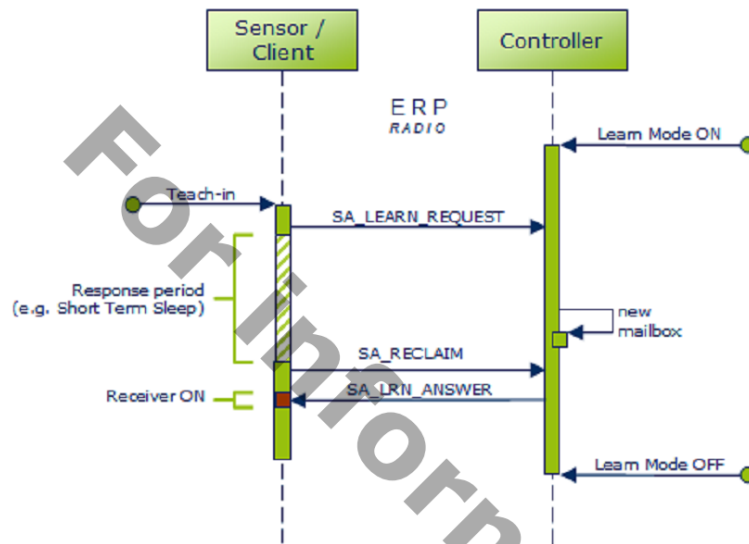 Sensor /
Client
Controller
ERP
RADIO
Learn Mode ON
Teach-in
SA_LEARN_REQUEST
Response period
(e.g. Short Term Sleep)
new
mailbox
SA_RECLAIM
Receiver ON
SA_LRN_ANSWER
Learn Mode OFF
For inform